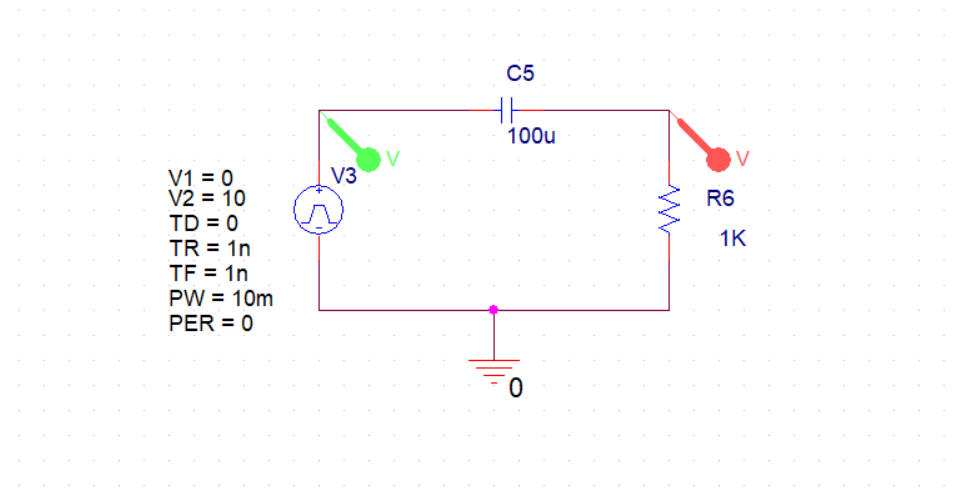 C5
100u
V
V
V3
V1 = 0
V2 = 10
TD = 0
TR = 1n
TF = 1n
PW = 10m
PER = 0
R6
1K
0